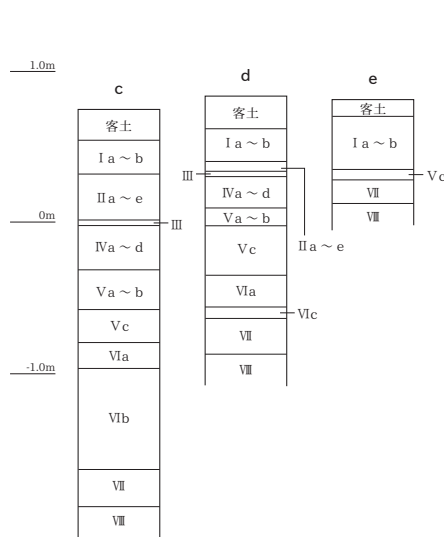 1.0m
0m
-1.0m
c
客土
Ⅰa～b
Ⅱa～e
Ⅲ
Ⅳa～d
Ⅴa～b
Ⅴc
Ⅵa
Ⅵb
Ⅶ
Ⅷ
d
客土
Ⅰa～b
Ⅱa～e
Ⅲ
Ⅳa～d
Ⅴa～b
Ⅴc
Ⅵa
Ⅵc
Ⅶ
Ⅷ
e
客土
Ⅰa～b
Ⅴc
Ⅶ
Ⅷ